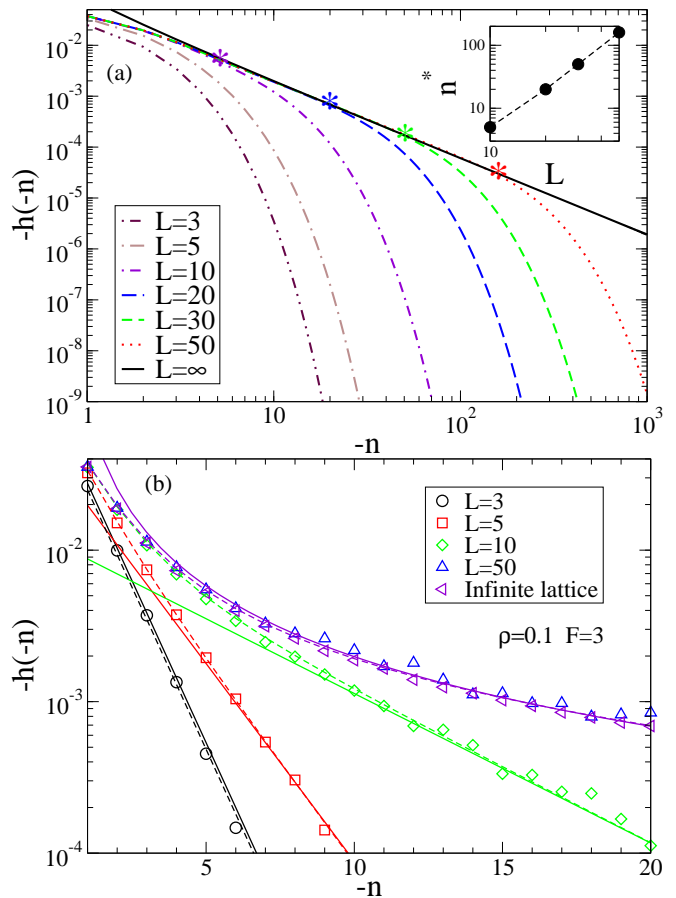 10^-2
10^-3
10^-4
10^-5
10^-6
10^-7
10^-8
10^-9
-h(-n)
(a)
L=3
L=5
L=10
L=20
L=30
L=50
L=∞
1
10
10^2
10^3
-n
100
10
n*
10
L
(b)
L=3
L=5
L=10
L=50
Infinite lattice
ρ=0.1 F=3
10^-2
10^-3
10^-4
-h(-n)
5
10
15
20
-n